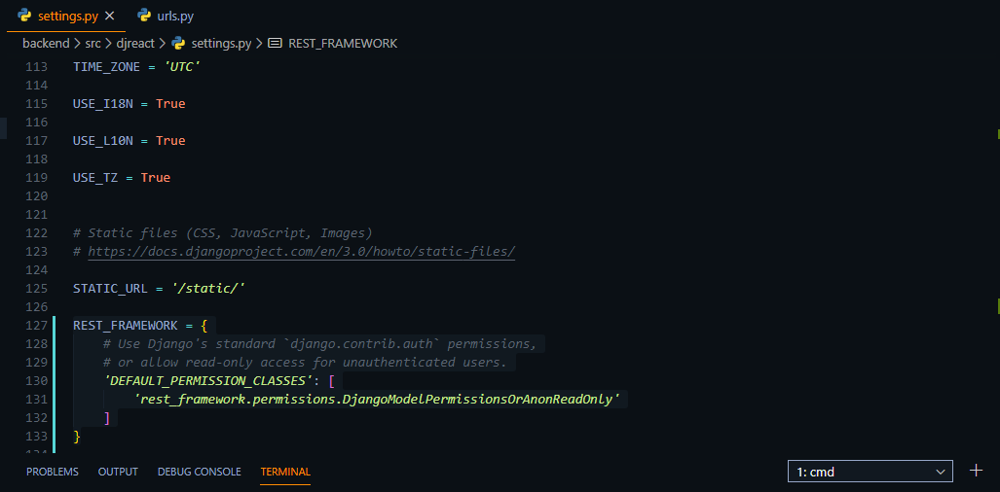 settings.py
urls.py
backend > src > djreact > settings.py > REST_FRAMEWORK
113 TIME_ZONE = 'UTC'
114
115 USE_I18N = True
116
117 USE_L10N = True
118
119 USE_TZ = True
120
121
122 # Static files (CSS, JavaScript, Images)
123 # https://docs.djangoproject.com/en/3.0/howto/static-files/
124
125 STATIC_URL = '/static/'
126
127 REST_FRAMEWORK = {
128     # Use Django's standard `django.contrib.auth` permissions,
129     # or allow read-only access for unauthenticated users.
130     'DEFAULT_PERMISSION_CLASSES': [
131         'rest_framework.permissions.DjangoModelPermissionsOrAnonReadOnly'
132     ]
133 }
134
PROBLEMS OUTPUT DEBUG CONSOLE TERMINAL 1: cmd